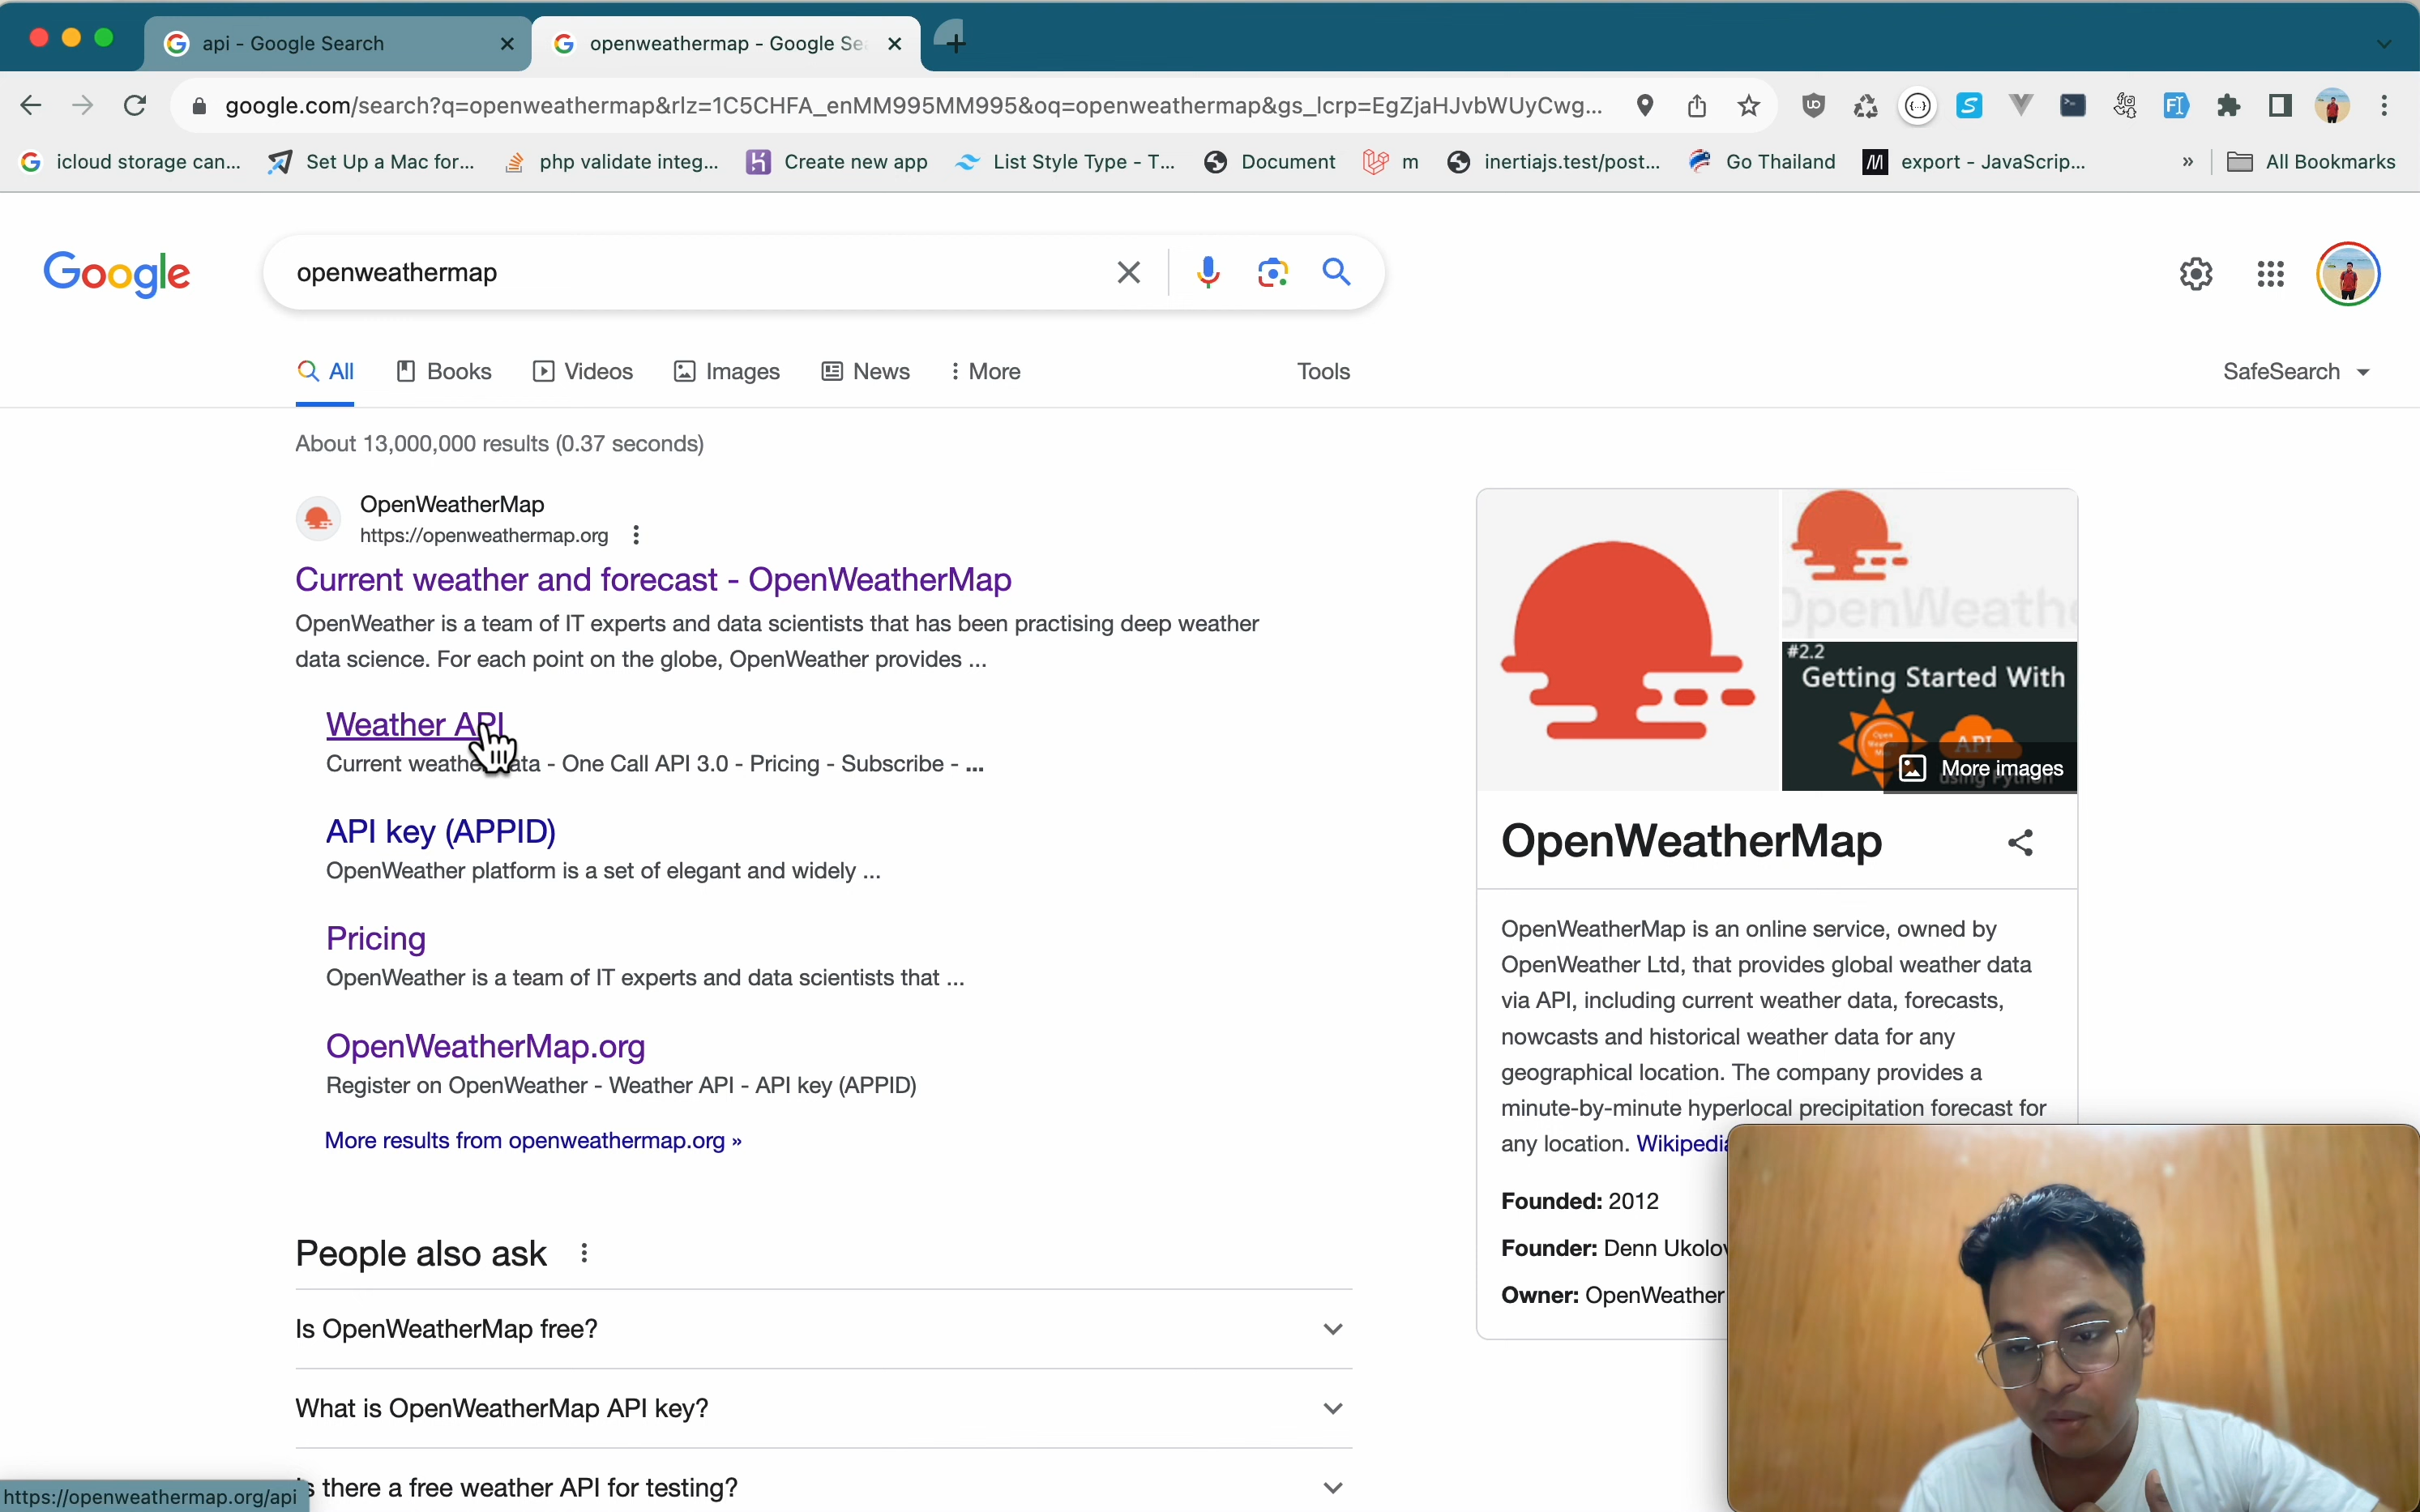 api - Google Search
openweathermap - Google Se
google.com/search?q=openweathermap&rlz=1C5CHFA_enMM995MM995&oq=openweathermap&gs_lcrp=EgZjaHJvbWUyCwg...
icloud storage can...
Set Up a Mac for...
php validate integ...
Create new app
List Style Type - T...
Document
m
inertiajs.test/post...
Go Thailand
export - JavaScrip...
»
All Bookmarks
Google
openweathermap
All
Books
Videos
Images
News
More
Tools
SafeSearch
About 13,000,000 results (0.37 seconds)
OpenWeatherMap
https://openweathermap.org
Current weather and forecast - OpenWeatherMap
OpenWeather is a team of IT experts and data scientists that has been practising deep weather
data science. For each point on the globe, OpenWeather provides ...
Weather API
Current weather data - One Call API 3.0 - Pricing - Subscribe - ...
API key (APPID)
OpenWeather platform is a set of elegant and widely ...
Pricing
OpenWeather is a team of IT experts and data scientists that ...
OpenWeatherMap.org
Register on OpenWeather - Weather API - API key (APPID)
More results from openweathermap.org »
People also ask
Is OpenWeatherMap free?
What is OpenWeatherMap API key?
s there a free weather API for testing?
https://openweathermap.org/api
OpenWeathe
#2.2
Getting Started With
Open
API
using Python
More images
OpenWeatherMap
OpenWeatherMap is an online service, owned by
OpenWeather Ltd, that provides global weather data
via API, including current weather data, forecasts,
nowcasts and historical weather data for any
geographical location. The company provides a
minute-by-minute hyperlocal precipitation forecast for
any location. Wikipedia
Founded: 2012
Founder: Denn Ukolov
Owner: OpenWeather